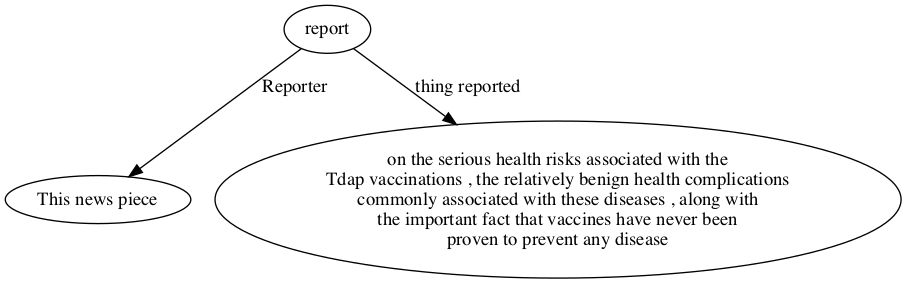 report
Reporter
thing reported
This news piece
on the serious health risks associated with the
Tdap vaccinations , the relatively benign health complications
commonly associated with these diseases , along with
the important fact that vaccines have never been
proven to prevent any disease